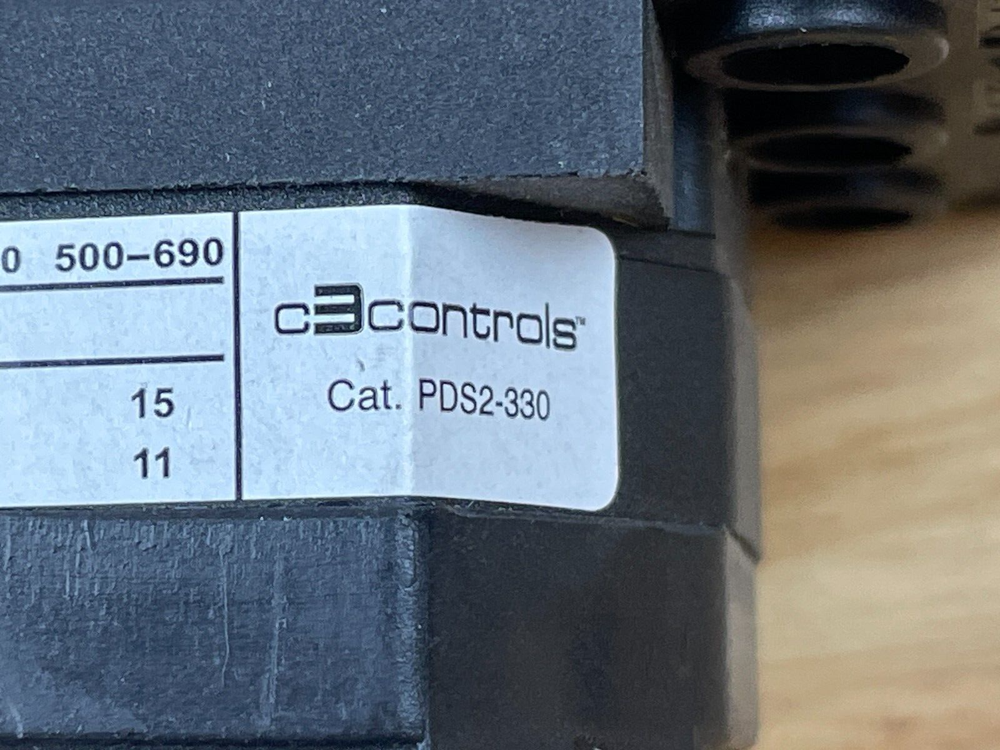 0 500–690
15
11
c3controls™
Cat. PDS2-330